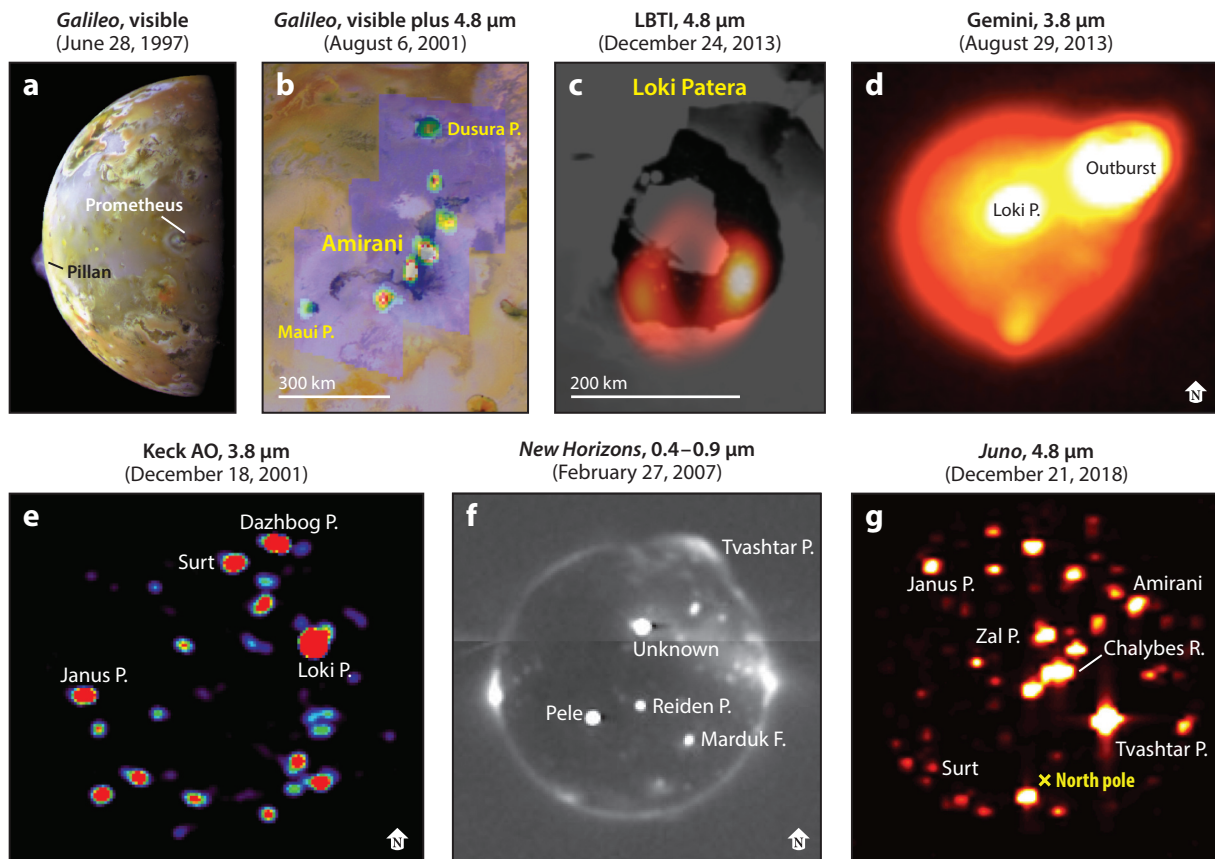 Galileo, visible
(June 28, 1997)
Galileo, visible plus 4.8 µm
(August 6, 2001)
LBTI, 4.8 µm
(December 24, 2013)
Gemini, 3.8 µm
(August 29, 2013)
a
Prometheus
Pillan
b
Dusura P.
Amirani
Maui P.
300 km
c
Loki Patera
200 km
d
Outburst
Loki P.
N
Keck AO, 3.8 µm
(December 18, 2001)
New Horizons, 0.4–0.9 µm
(February 27, 2007)
Juno, 4.8 µm
(December 21, 2018)
e
Dazhbog P.
Surt
Loki P.
Janus P.
N
f
Tvashtar P.
Unknown
Pele
Reiden P.
Marduk F.
N
g
Janus P.
Amirani
Zal P.
Chalybes R.
Tvashtar P.
Surt
× North pole